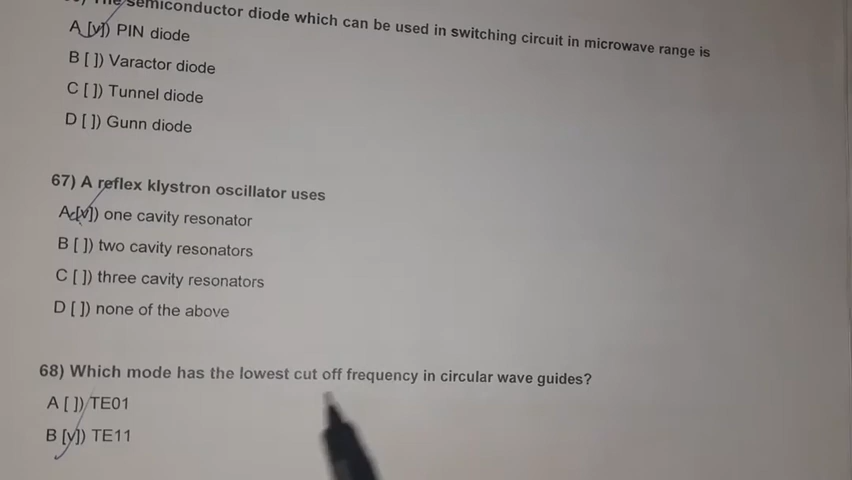 The semiconductor diode which can be used in switching circuit in microwave range is
A [y]) PIN diode
B [ ]) Varactor diode
C [ ]) Tunnel diode
D [ ]) Gunn diode
67) A reflex klystron oscillator uses
A [y]) one cavity resonator
B [ ]) two cavity resonators
C [ ]) three cavity resonators
D [ ]) none of the above
68) Which mode has the lowest cut off frequency in circular wave guides?
A [ ]) TE01
B [y]) TE11